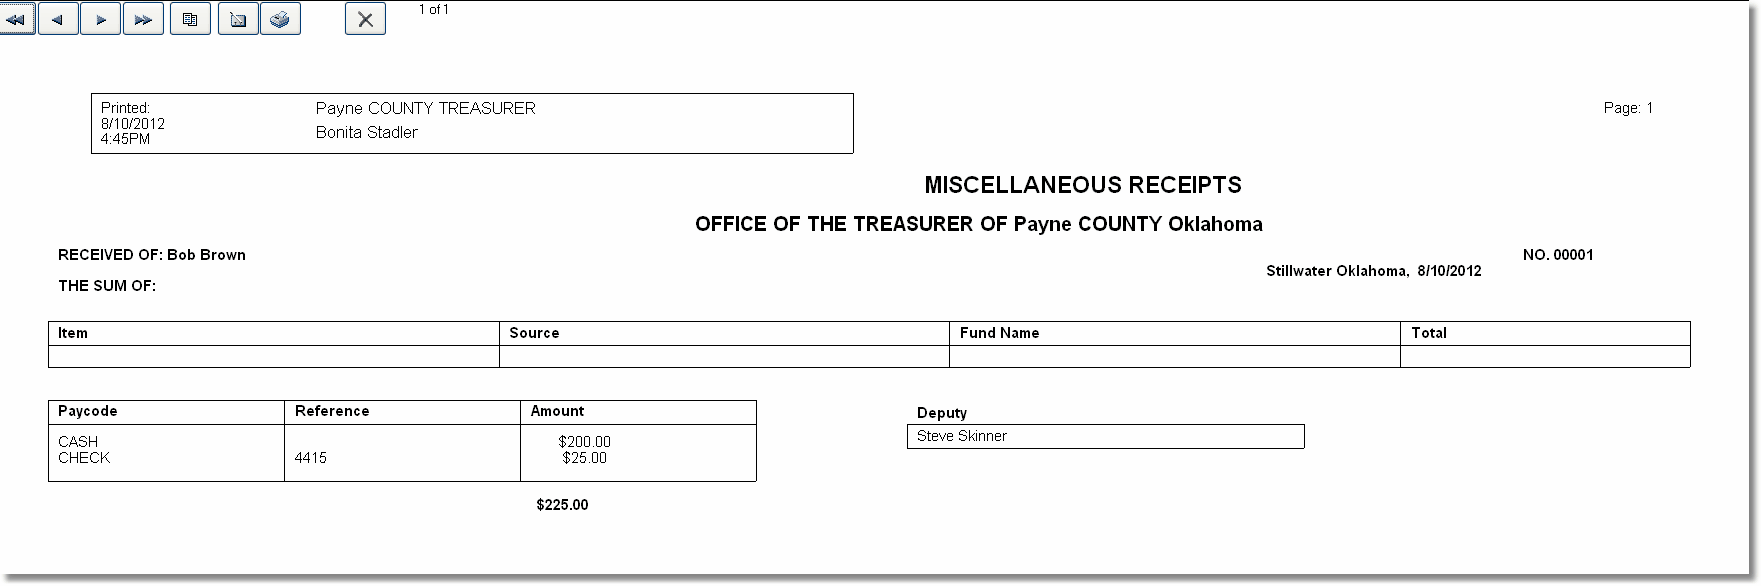 1 of 1
Printed:
8/10/2012
4:45PM
Payne COUNTY TREASURER
Bonita Stadler
Page: 1
MISCELLANEOUS RECEIPTS
OFFICE OF THE TREASURER OF Payne COUNTY Oklahoma
RECEIVED OF: Bob Brown
NO. 00001
Stillwater Oklahoma, 8/10/2012
THE SUM OF:
Item Source Fund Name Total
Paycode Reference Amount
CASH $200.00
CHECK 4415 $25.00
$225.00
Deputy
Steve Skinner